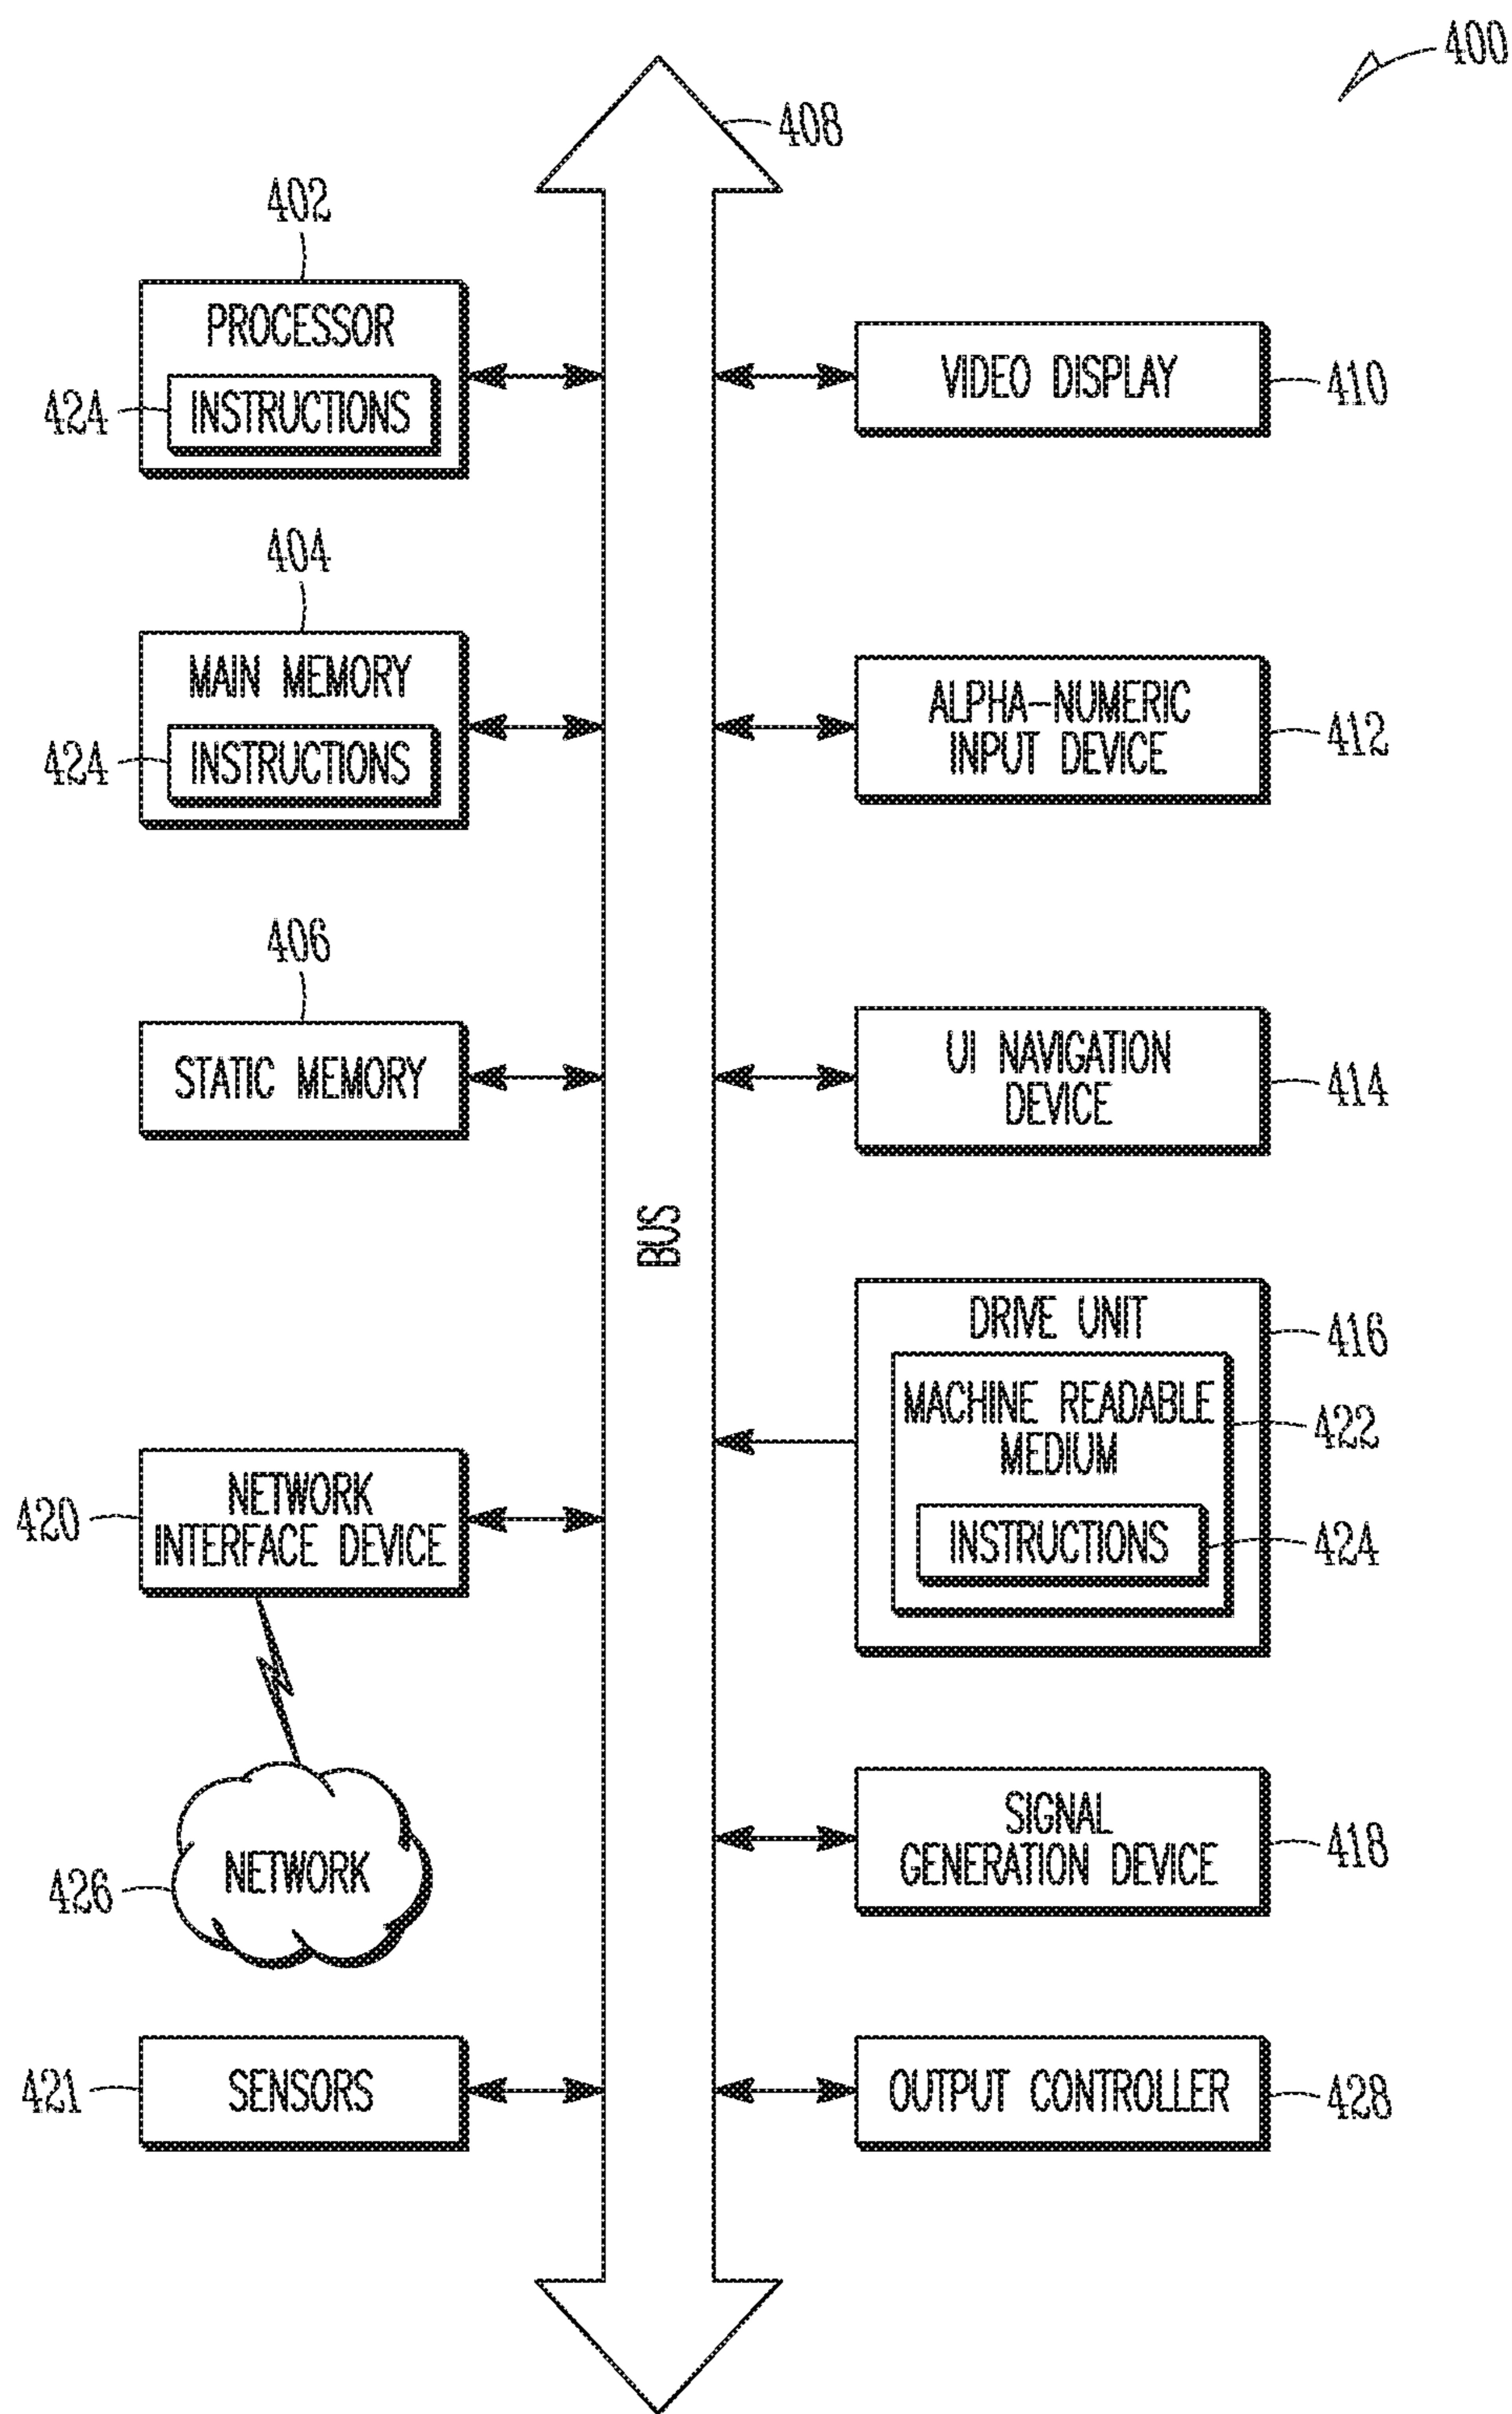 400
408
402
PROCESSOR
424
INSTRUCTIONS
VIDEO DISPLAY
410
404
MAIN MEMORY
424
INSTRUCTIONS
ALPHA-NUMERIC
INPUT DEVICE
412
406
STATIC MEMORY
UI NAVIGATION
DEVICE
414
BUS
DRIVE UNIT
416
MACHINE READABLE
MEDIUM
422
INSTRUCTIONS
424
420
NETWORK
INTERFACE DEVICE
SIGNAL
GENERATION DEVICE
418
426
NETWORK
421
SENSORS
OUTPUT CONTROLLER
428